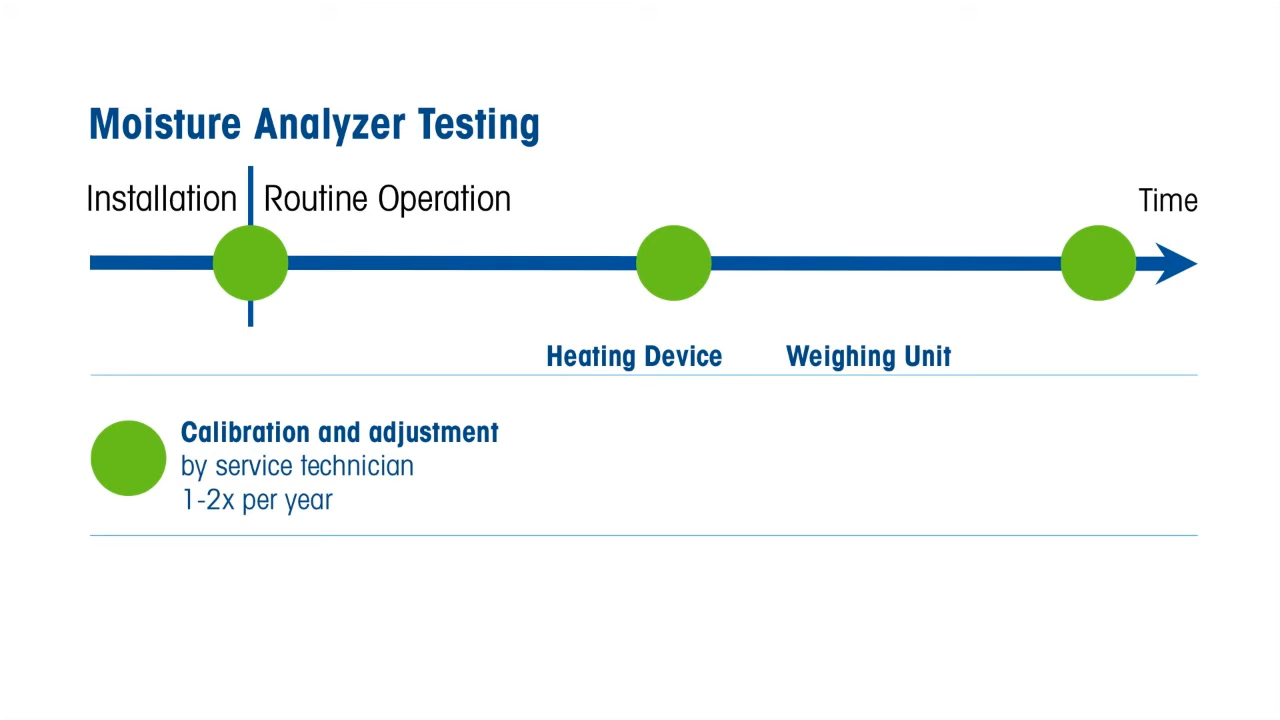 Moisture Analyzer Testing
Installation
Routine Operation
Time
Heating Device
Weighing Unit
Calibration and adjustment
by service technician
1-2x per year